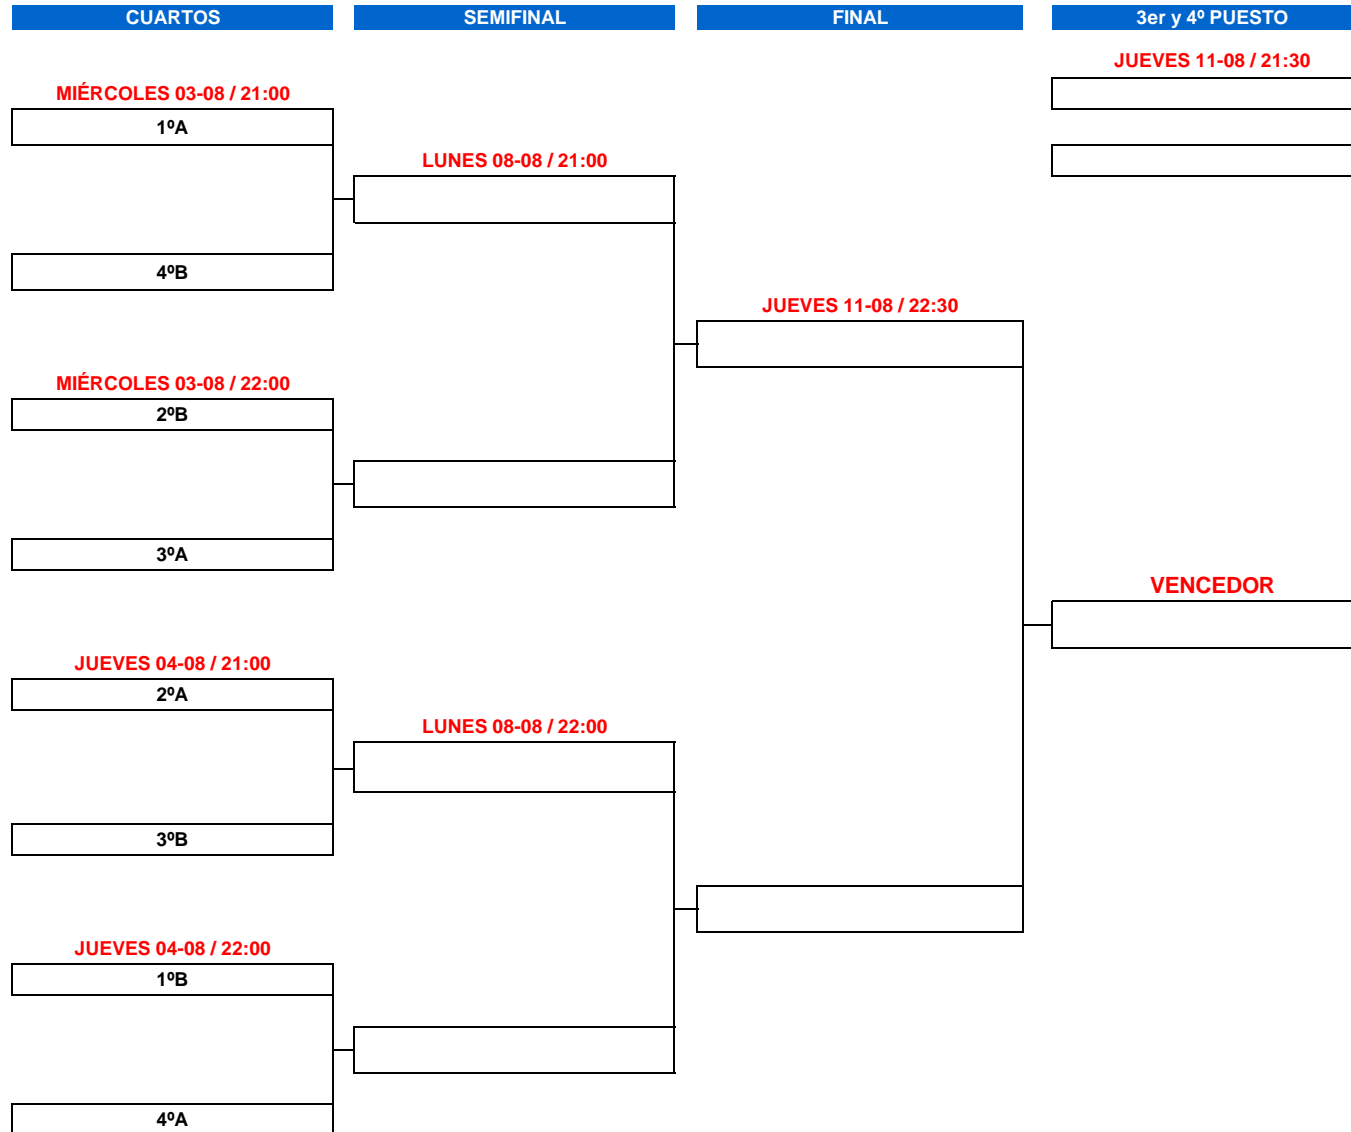 CUARTOS
SEMIFINAL
FINAL
3er y 4º PUESTO
JUEVES 11-08 / 21:30
MIÉRCOLES 03-08 / 21:00
1ºA
LUNES 08-08 / 21:00
4ºB
JUEVES 11-08 / 22:30
MIÉRCOLES 03-08 / 22:00
2ºB
3ºA
VENCEDOR
JUEVES 04-08 / 21:00
2ºA
LUNES 08-08 / 22:00
3ºB
JUEVES 04-08 / 22:00
1ºB
4ºA